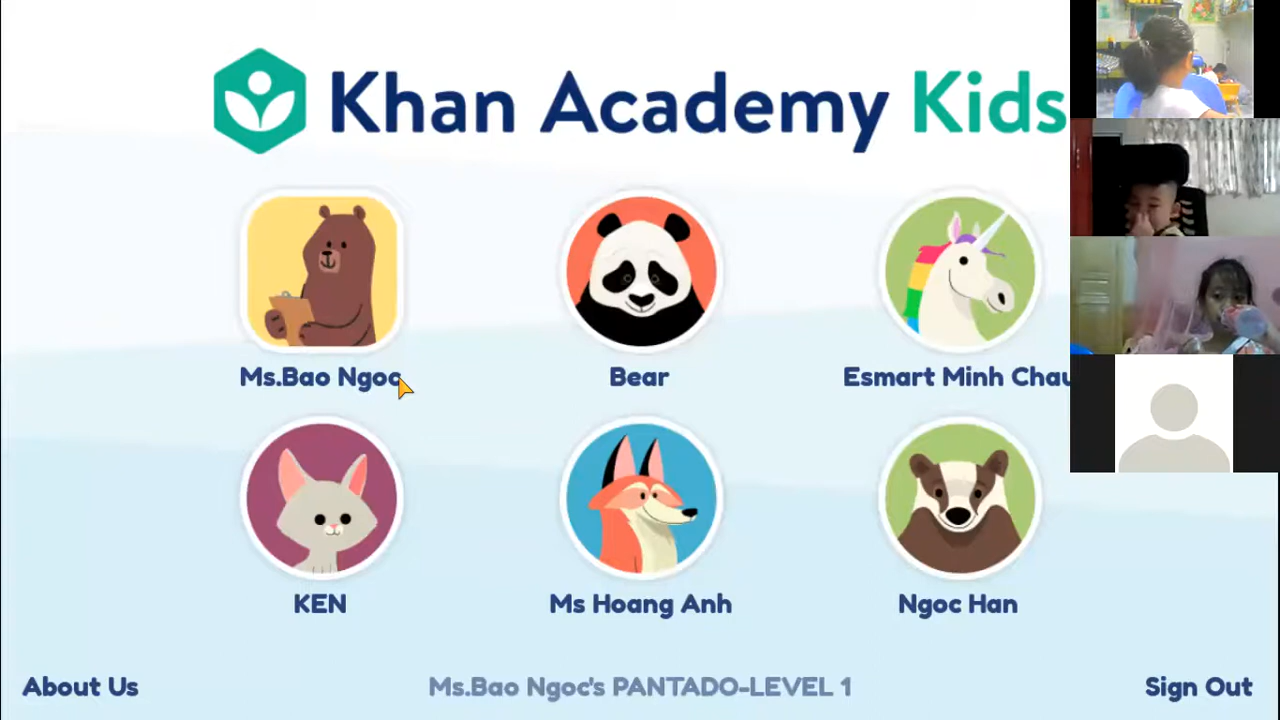 Khan Academy Kids
Ms.Bao Ngoc
Bear
Esmart Minh Chau
KEN
Ms Hoang Anh
Ngoc Han
About Us
Ms.Bao Ngoc's PANTADO-LEVEL 1
Sign Out